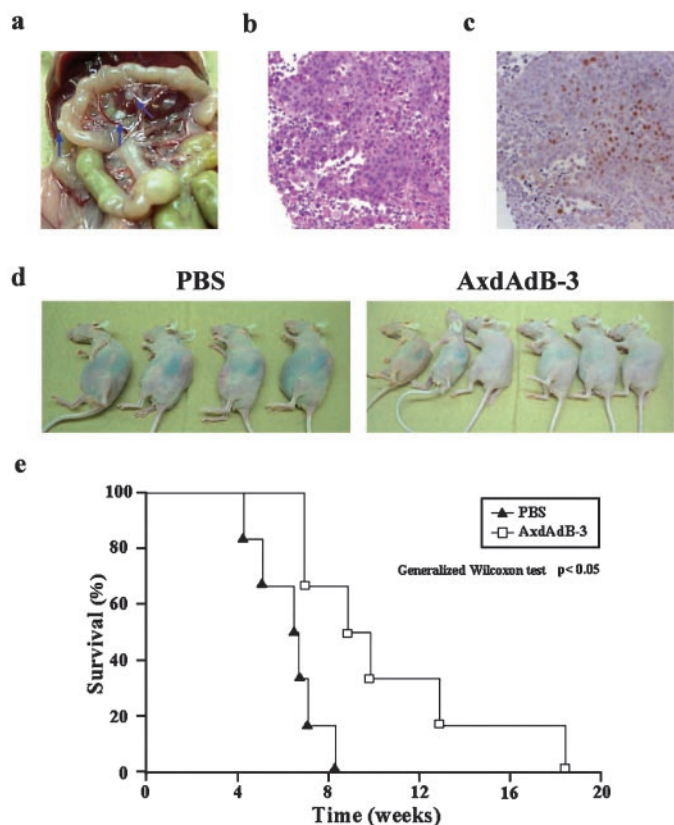 a
b
c
d
PBS
AxdAdB-3
e
100
80
60
40
20
0
Survival (%)
PBS
AxdAdB-3
Generalized Wilcoxon test p< 0.05
0
4
8
12
16
20
Time (weeks)